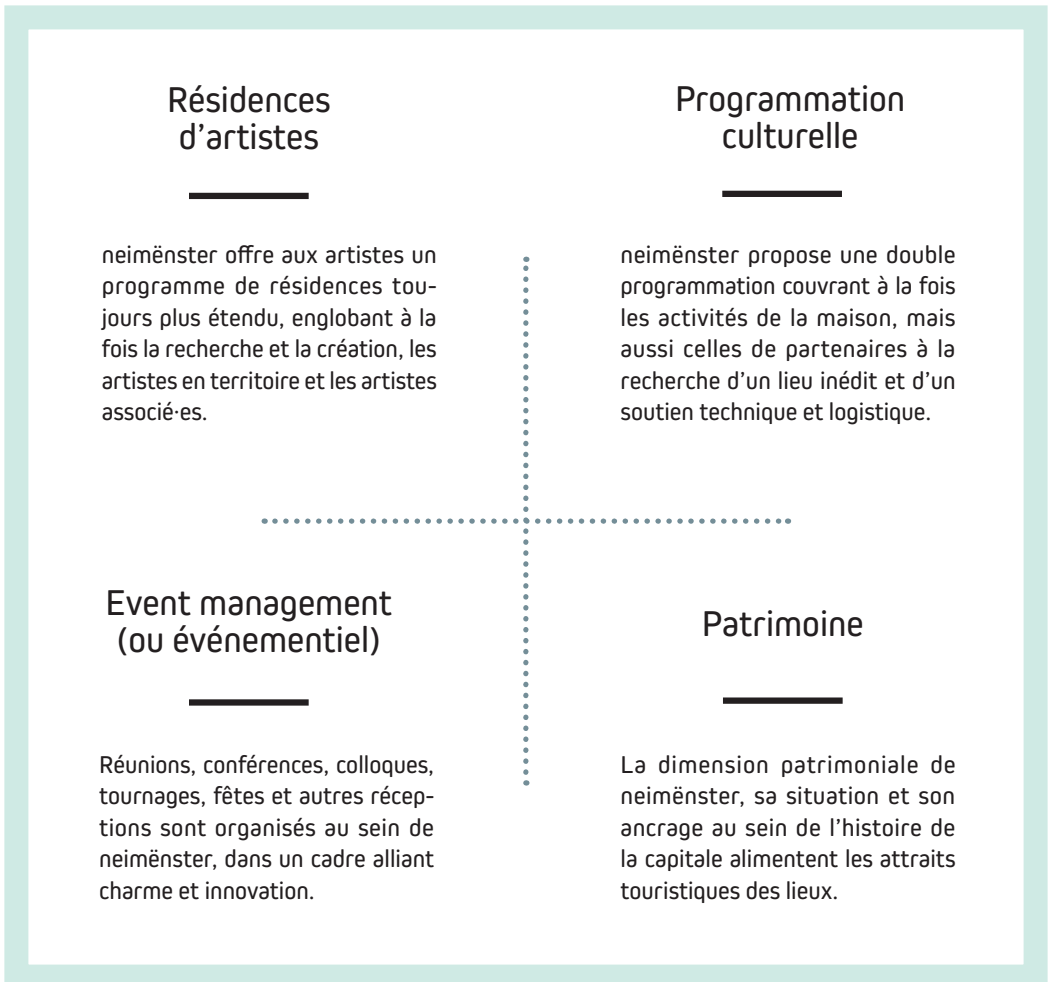 Résidences
d’artistes
neimënster offre aux artistes un
programme de résidences tou-
jours plus étendu, englobant à la
fois la recherche et la création, les
artistes en territoire et les artistes
associé·es.
Programmation
culturelle
neimënster propose une double
programmation couvrant à la fois
les activités de la maison, mais
aussi celles de partenaires à la
recherche d’un lieu inédit et d’un
soutien technique et logistique.
Event management
(ou événementiel)
Réunions, conférences, colloques,
tournages, fêtes et autres récep-
tions sont organisés au sein de
neimënster, dans un cadre alliant
charme et innovation.
Patrimoine
La dimension patrimoniale de
neimënster, sa situation et son
ancrage au sein de l’histoire de
la capitale alimentent les attraits
touristiques des lieux.